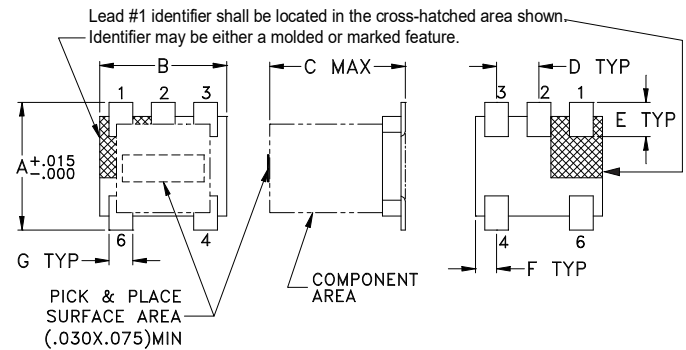 Lead #1 identifier shall be located in the cross-hatched area shown.
Identifier may be either a molded or marked feature.
B
C MAX
D TYP
1 2 3
3 2 1
E TYP
A +.015
-.000
6 4
4 6
G TYP
F TYP
COMPONENT
AREA
PICK & PLACE
SURFACE AREA
(.030X.075)MIN